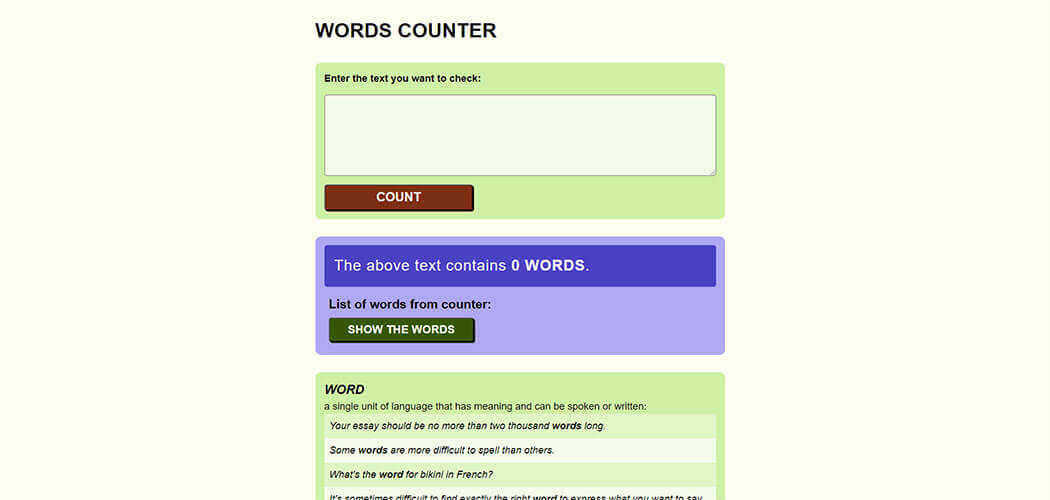 WORDS COUNTER
Enter the text you want to check:
COUNT
The above text contains 0 WORDS.
List of words from counter:
SHOW THE WORDS
WORD
a single unit of language that has meaning and can be spoken or written:
Your essay should be no more than two thousand words long.
Some words are more difficult to spell than others.
What's the word for bikini in French?
It's sometimes difficult to find exactly the right word to express what you want to say.